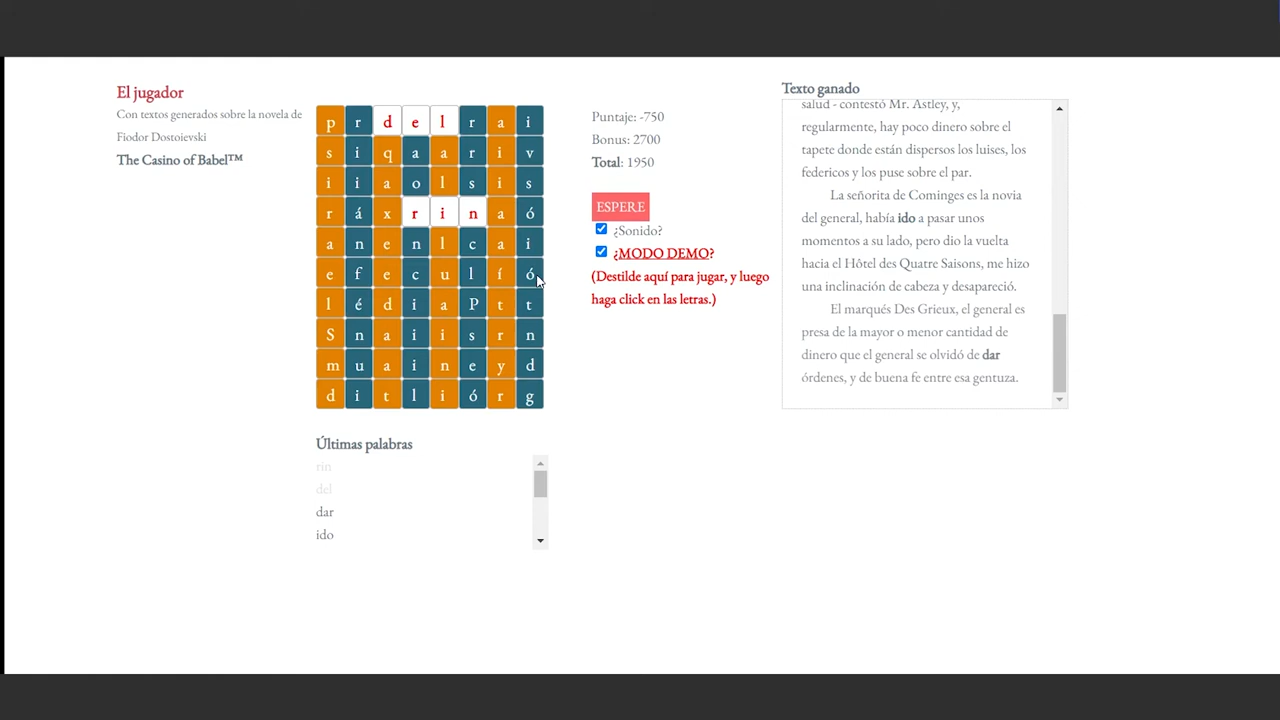 El jugador
Con textos generados sobre la novela de
Fiodor Dostoievski
The Casino of Babel™
p r d e l r a i
s i q a a r i v
i i a o l s i s
r á x r i n a ó
a n e n l c a i
e f e c u l í ó
l é d i a P t t
S n a i i s r n
m u a i n e y d
d i t l i ó r g
Últimas palabras
rin
del
dar
ido
Puntaje: -750
Bonus: 2700
Total: 1950
ESPERE
¿Sonido?
¿MODO DEMO?
(Destilde aquí para jugar, y luego
haga click en las letras.)
Texto ganado
salud - contestó Mr. Astley, y,
regularmente, hay poco dinero sobre el
tapete donde están dispersos los luises, los
federicos y los puse sobre el par.
La señorita de Cominges es la novia
del general, había ido a pasar unos
momentos a su lado, pero dio la vuelta
hacia el Hôtel des Quatre Saisons, me hizo
una inclinación de cabeza y desapareció.
El marqués Des Grieux, el general es
presa de la mayor o menor cantidad de
dinero que el general se olvidó de dar
órdenes, y de buena fe entre esa gentuza.